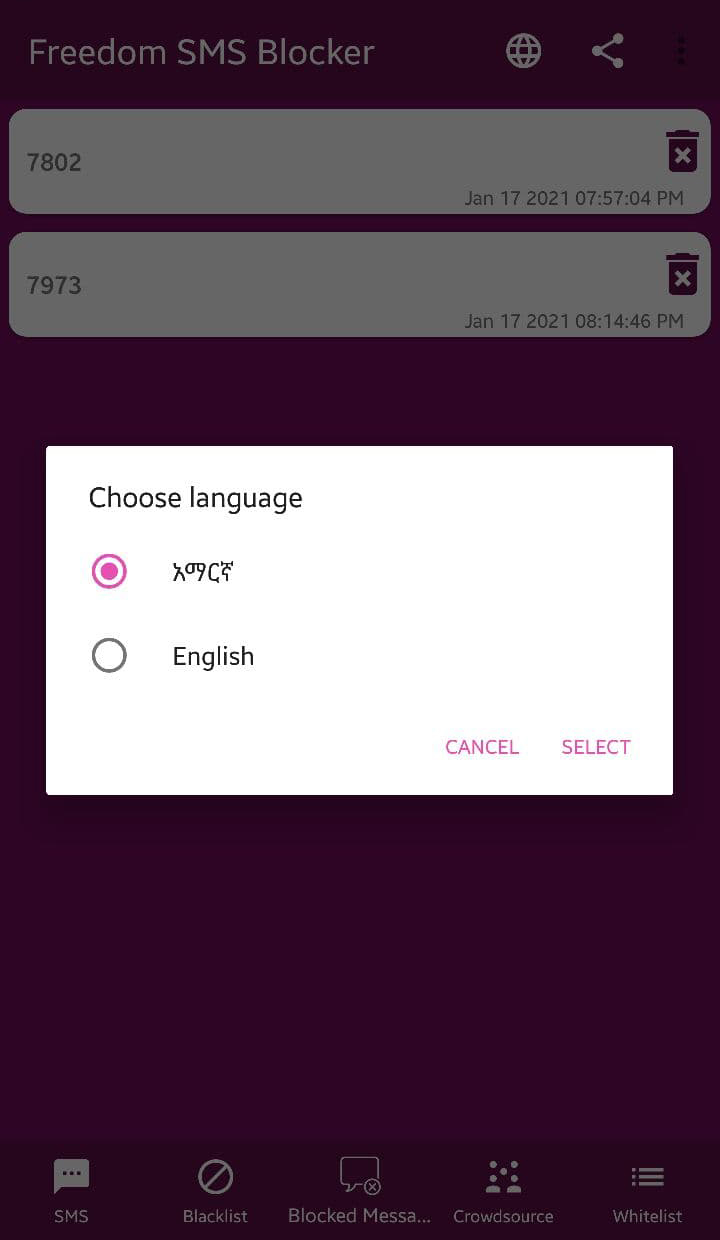 Freedom SMS Blocker
7802
Jan 17 2021 07:57:04 PM
7973
Jan 17 2021 08:14:46 PM
Choose language
አማርኛ
English
CANCEL SELECT
SMS Blacklist Blocked Messa... Crowdsource Whitelist